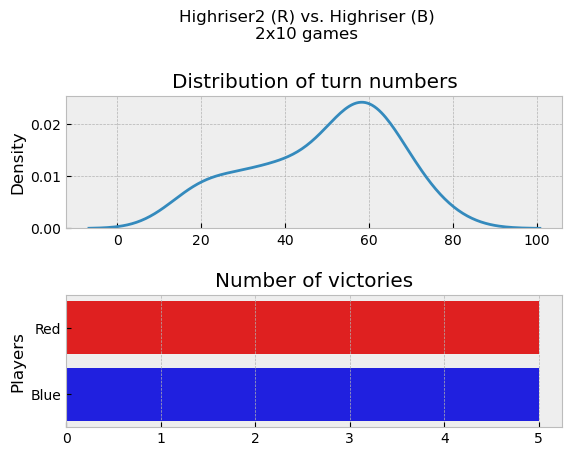 Highriser2 (R) vs. Highriser (B)
2x10 games
Distribution of turn numbers
Density
0.02
0.01
0.00
0 20 40 60 80 100
Number of victories
Players
Red
Blue
0 1 2 3 4 5